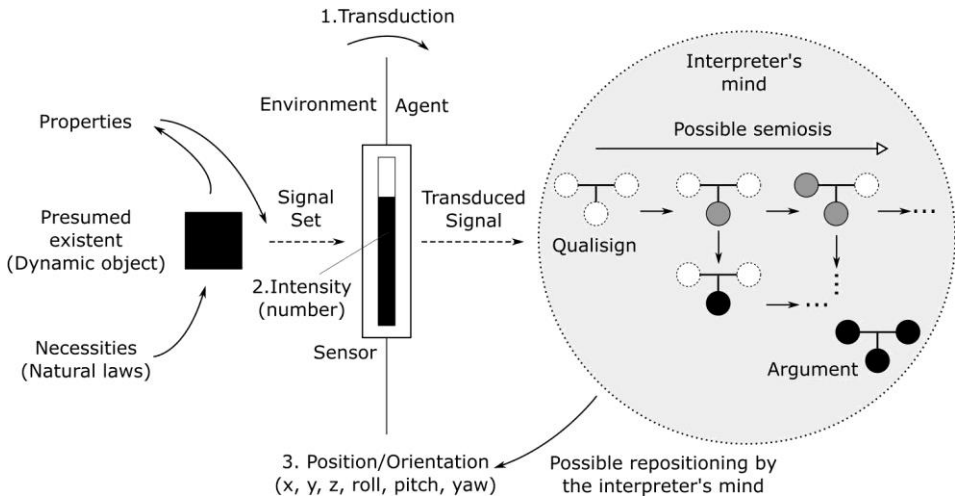 1.Transduction
Environment
Agent
Properties
Signal
Set
Transduced
Signal
Presumed
existent
(Dynamic object)
2.Intensity
(number)
Necessities
(Natural laws)
Sensor
Interpreter's
mind
Possible semiosis
Qualisign
...
...
...
Argument
3. Position/Orientation
(x, y, z, roll, pitch, yaw)
Possible repositioning by
the interpreter's mind